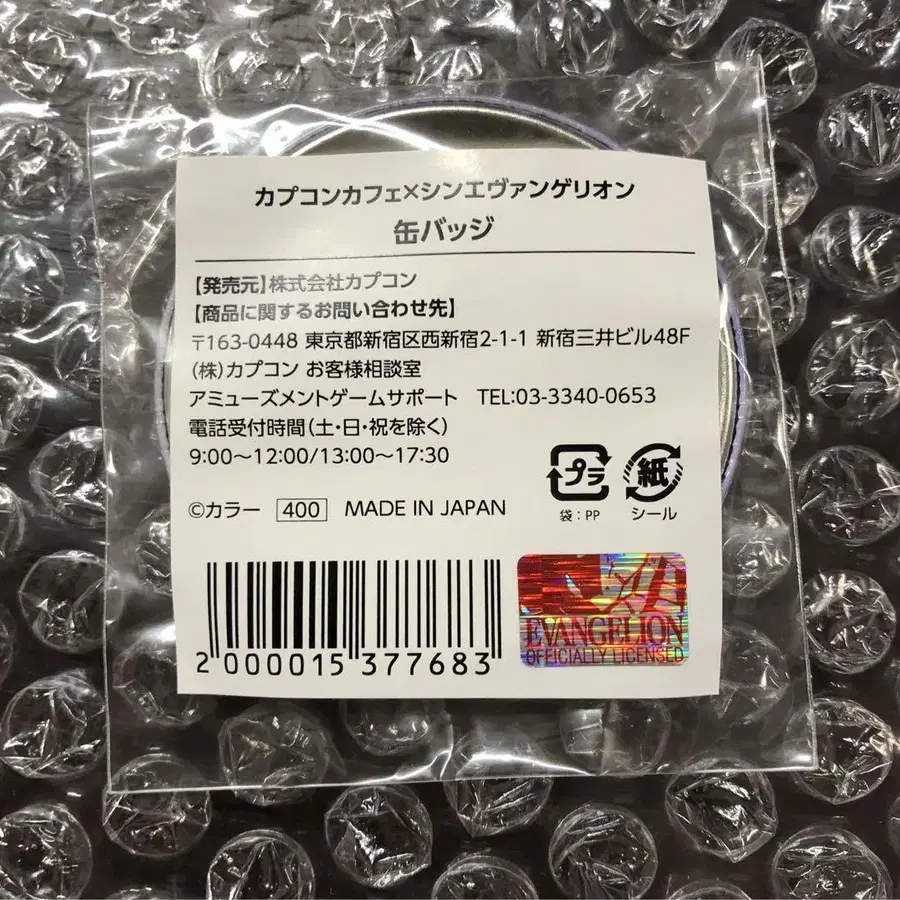 カプコンカフェ×シンエヴァンゲリオン
缶バッジ
【発売元】株式会社カプコン
【商品に関するお問い合わせ先】
〒163-0448 東京都新宿区西新宿2-1-1 新宿三井ビル48F
(株)カプコン お客様相談室
アミューズメントゲームサポート TEL:03-3340-0653
電話受付時間(土・日・祝を除く)
9:00～12:00/13:00～17:30
プラ 紙
袋:PP シール
©カラー 400 MADE IN JAPAN
EVANGELION
OFFICIALLY LICENSED
2 000015 377683